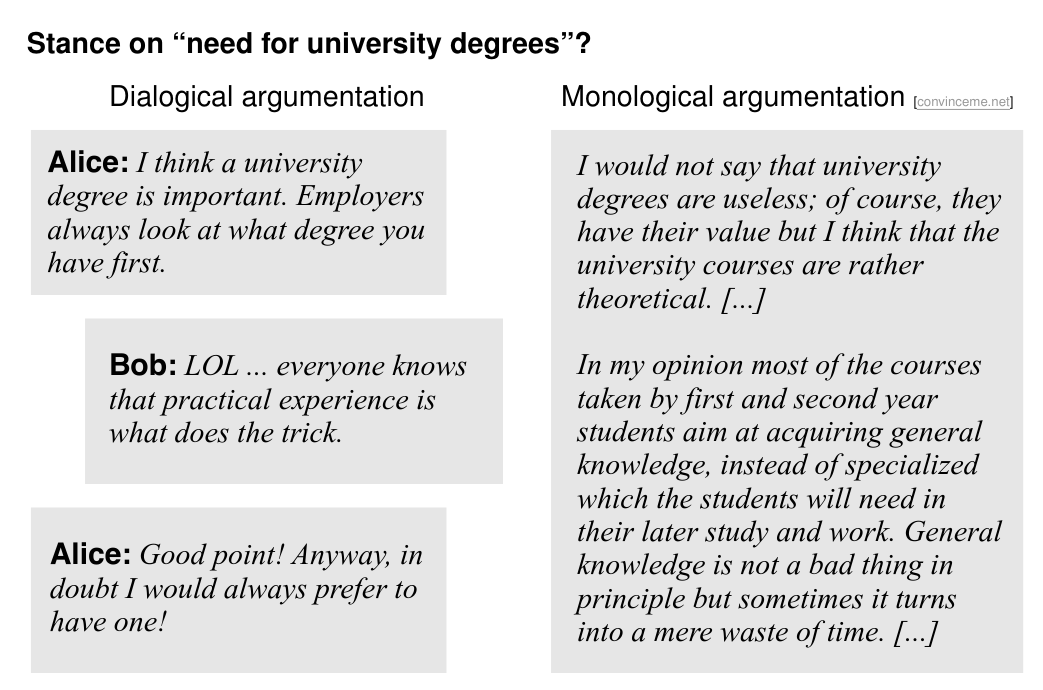 Stance on “need for university degrees”?
Dialogical argumentation
Alice: I think a university
degree is important. Employers
always look at what degree you
have first.
Bob: LOL ... everyone knows
that practical experience is
what does the trick.
Alice: Good point! Anyway, in
doubt I would always prefer to
have one!
Monological argumentation [convinceme.net]
I would not say that university
degrees are useless; of course, they
have their value but I think that the
university courses are rather
theoretical. [...]
In my opinion most of the courses
taken by first and second year
students aim at acquiring general
knowledge, instead of specialized
which the students will need in
their later study and work. General
knowledge is not a bad thing in
principle but sometimes it turns
into a mere waste of time. [...]